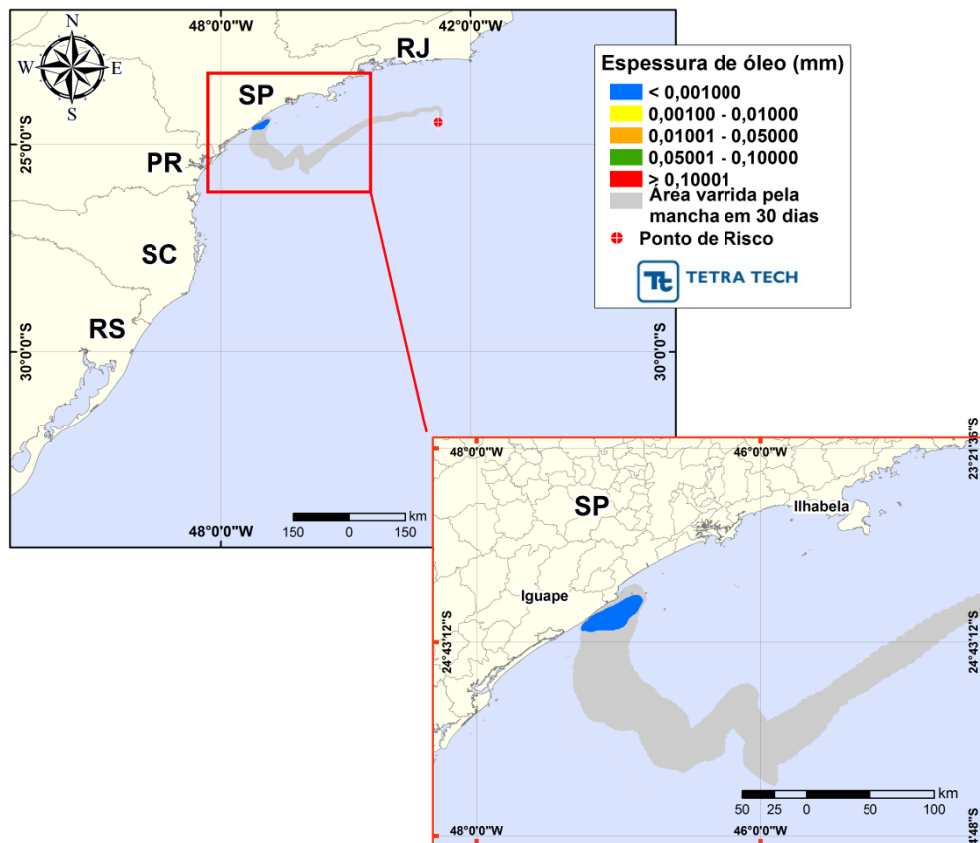 48°0'0"W
42°0'0"W
N
W
E
S
RJ
SP
25°0'0"S
PR
SC
RS
30°0'0"S
30°0'0"S
48°0'0"W
km
150
0
150
Espessura de óleo (mm)
< 0,001000
0,00100 - 0,01000
0,01001 - 0,05000
0,05001 - 0,10000
> 0,10001
Área varrida pela
mancha em 30 dias
Ponto de Risco
Tt TETRA TECH
48°0'0"W
46°0'0"W
23°21'36"S
SP
Ilhabela
Iguape
24°43'12"S
24°43'12"S
km
50
25
0
50
100
48°0'0"W
46°0'0"W
4'48"S